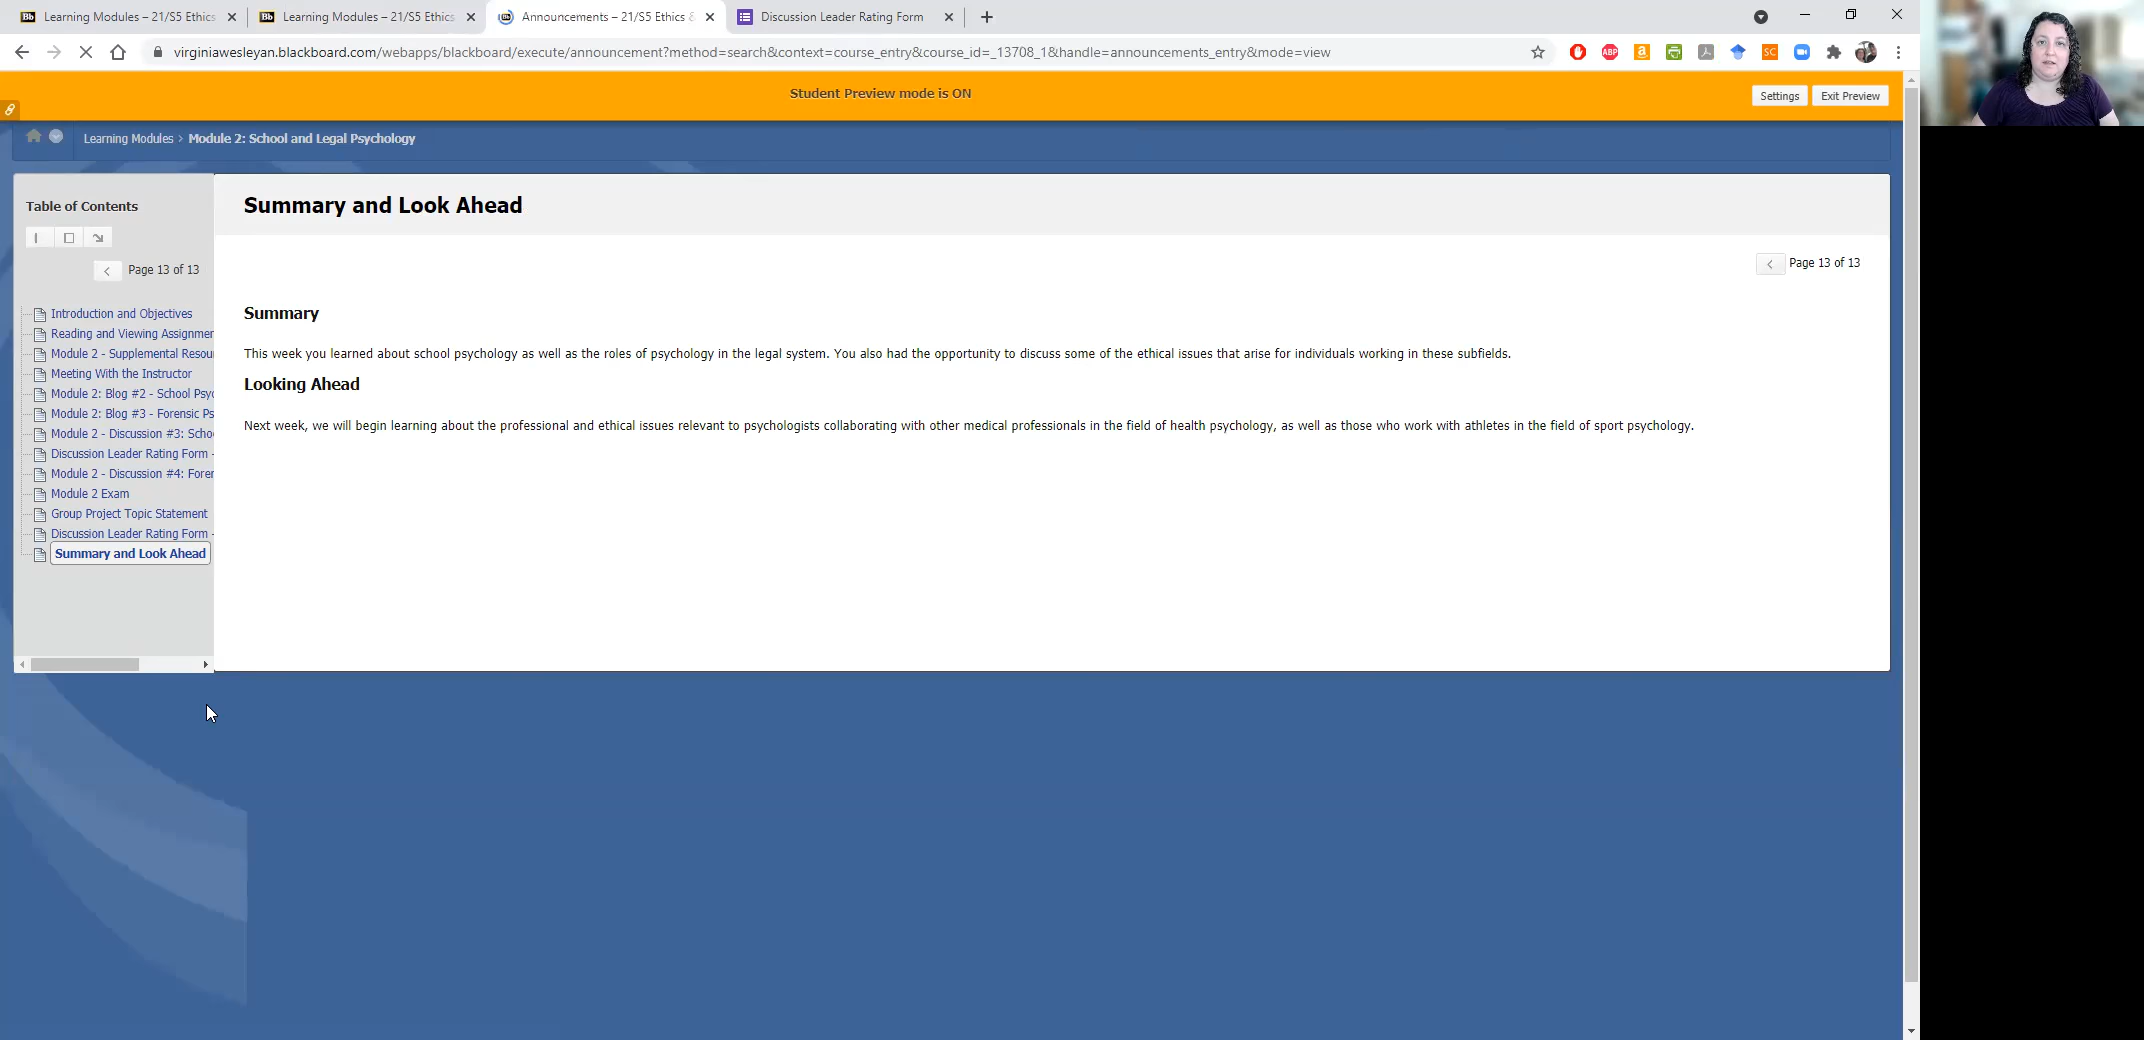 Learning Modules – 21/S5 Ethics
Learning Modules – 21/S5 Ethics
Announcements – 21/S5 Ethics &
Discussion Leader Rating Form
virginiawesleyan.blackboard.com/webapps/blackboard/execute/announcement?method=search&context=course_entry&course_id=_13708_1&handle=announcements_entry&mode=view
Student Preview mode is ON
Settings
Exit Preview
Learning Modules > Module 2: School and Legal Psychology
Table of Contents
Page 13 of 13
Introduction and Objectives
Reading and Viewing Assignmen
Module 2 - Supplemental Resou
Meeting With the Instructor
Module 2: Blog #2 - School Psyc
Module 2: Blog #3 - Forensic Ps
Module 2 - Discussion #3: Scho
Discussion Leader Rating Form -
Module 2 - Discussion #4: Forer
Module 2 Exam
Group Project Topic Statement
Discussion Leader Rating Form -
Summary and Look Ahead
Summary and Look Ahead
Page 13 of 13
Summary
This week you learned about school psychology as well as the roles of psychology in the legal system. You also had the opportunity to discuss some of the ethical issues that arise for individuals working in these subfields.
Looking Ahead
Next week, we will begin learning about the professional and ethical issues relevant to psychologists collaborating with other medical professionals in the field of health psychology, as well as those who work with athletes in the field of sport psychology.